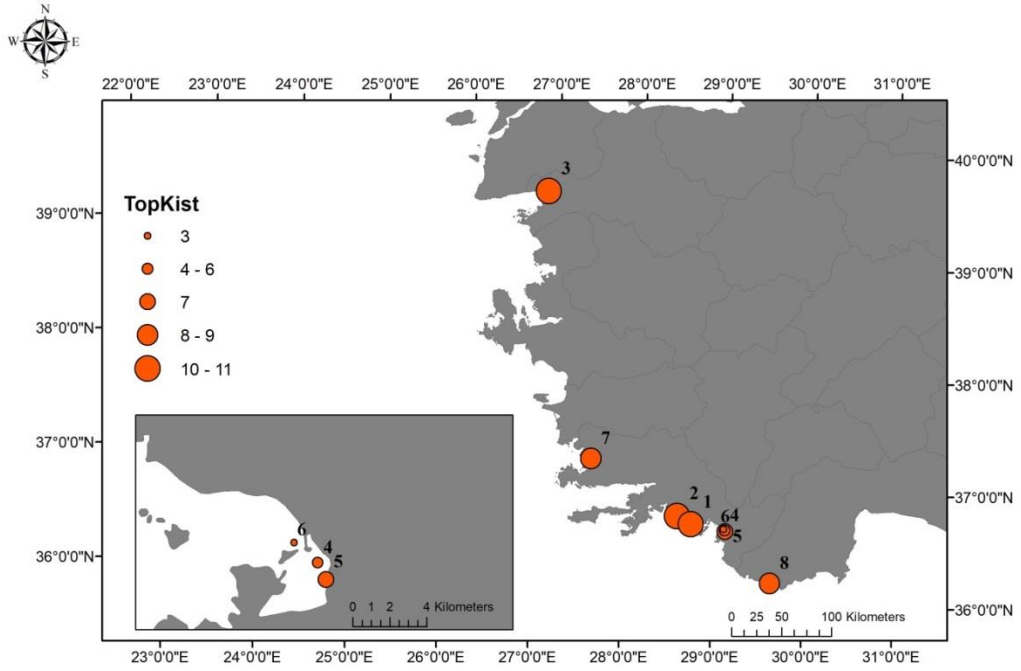 N
W E
S
22°0'0"E 23°0'0"E 24°0'0"E 25°0'0"E 26°0'0"E 27°0'0"E 28°0'0"E 29°0'0"E 30°0'0"E 31°0'0"E
40°0'0"N
3
39°0'0"N
TopKist
3
4 - 6
7
8 - 9
10 - 11
39°0'0"N
38°0'0"N
38°0'0"N
37°0'0"N
7
37°0'0"N
2 1
6 4
5
8
36°0'0"N
6
4
5
0 1 2 4 Kilometers
0 25 50 100 Kilometers
36°0'0"N
23°0'0"E 24°0'0"E 25°0'0"E 26°0'0"E 27°0'0"E 28°0'0"E 29°0'0"E 30°0'0"E